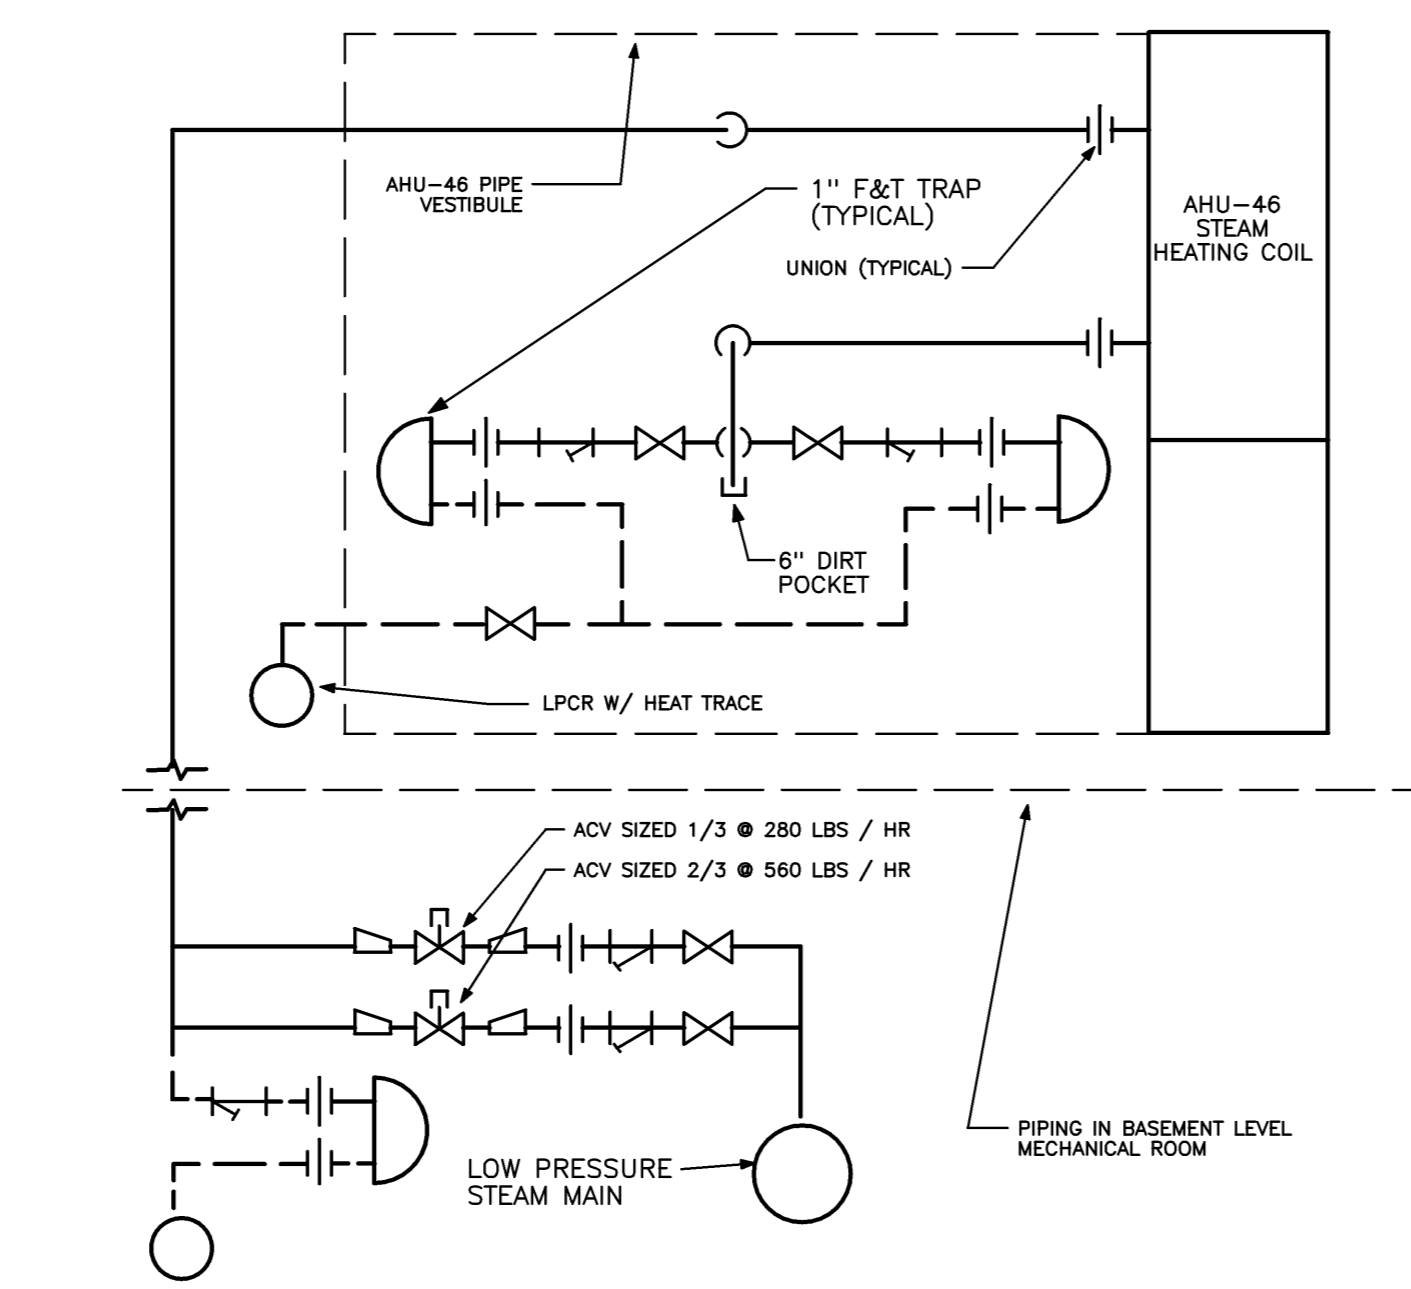 AHU-46 PIPE
VESTIBULE
1" F&T TRAP
(TYPICAL)
UNION (TYPICAL)
AHU-46
STEAM
HEATING COIL
6" DIRT
POCKET
LPCR W/ HEAT TRACE
ACV SIZED 1/3 @ 280 LBS / HR
ACV SIZED 2/3 @ 560 LBS / HR
PIPING IN BASEMENT LEVEL
MECHANICAL ROOM
LOW PRESSURE
STEAM MAIN